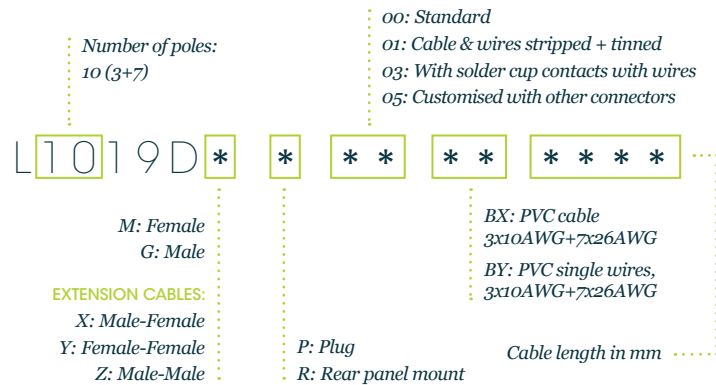 00: Standard
01: Cable & wires stripped + tinned
03: With solder cup contacts with wires
05: Customised with other connectors
Number of poles:
10 (3+7)
L1019D * * * * * * * * * *
M: Female
G: Male
EXTENSION CABLES:
X: Male-Female
Y: Female-Female
Z: Male-Male
P: Plug
R: Rear panel mount
BX: PVC cable
3x10AWG+7x26AWG
BY: PVC single wires,
3x10AWG+7x26AWG
Cable length in mm